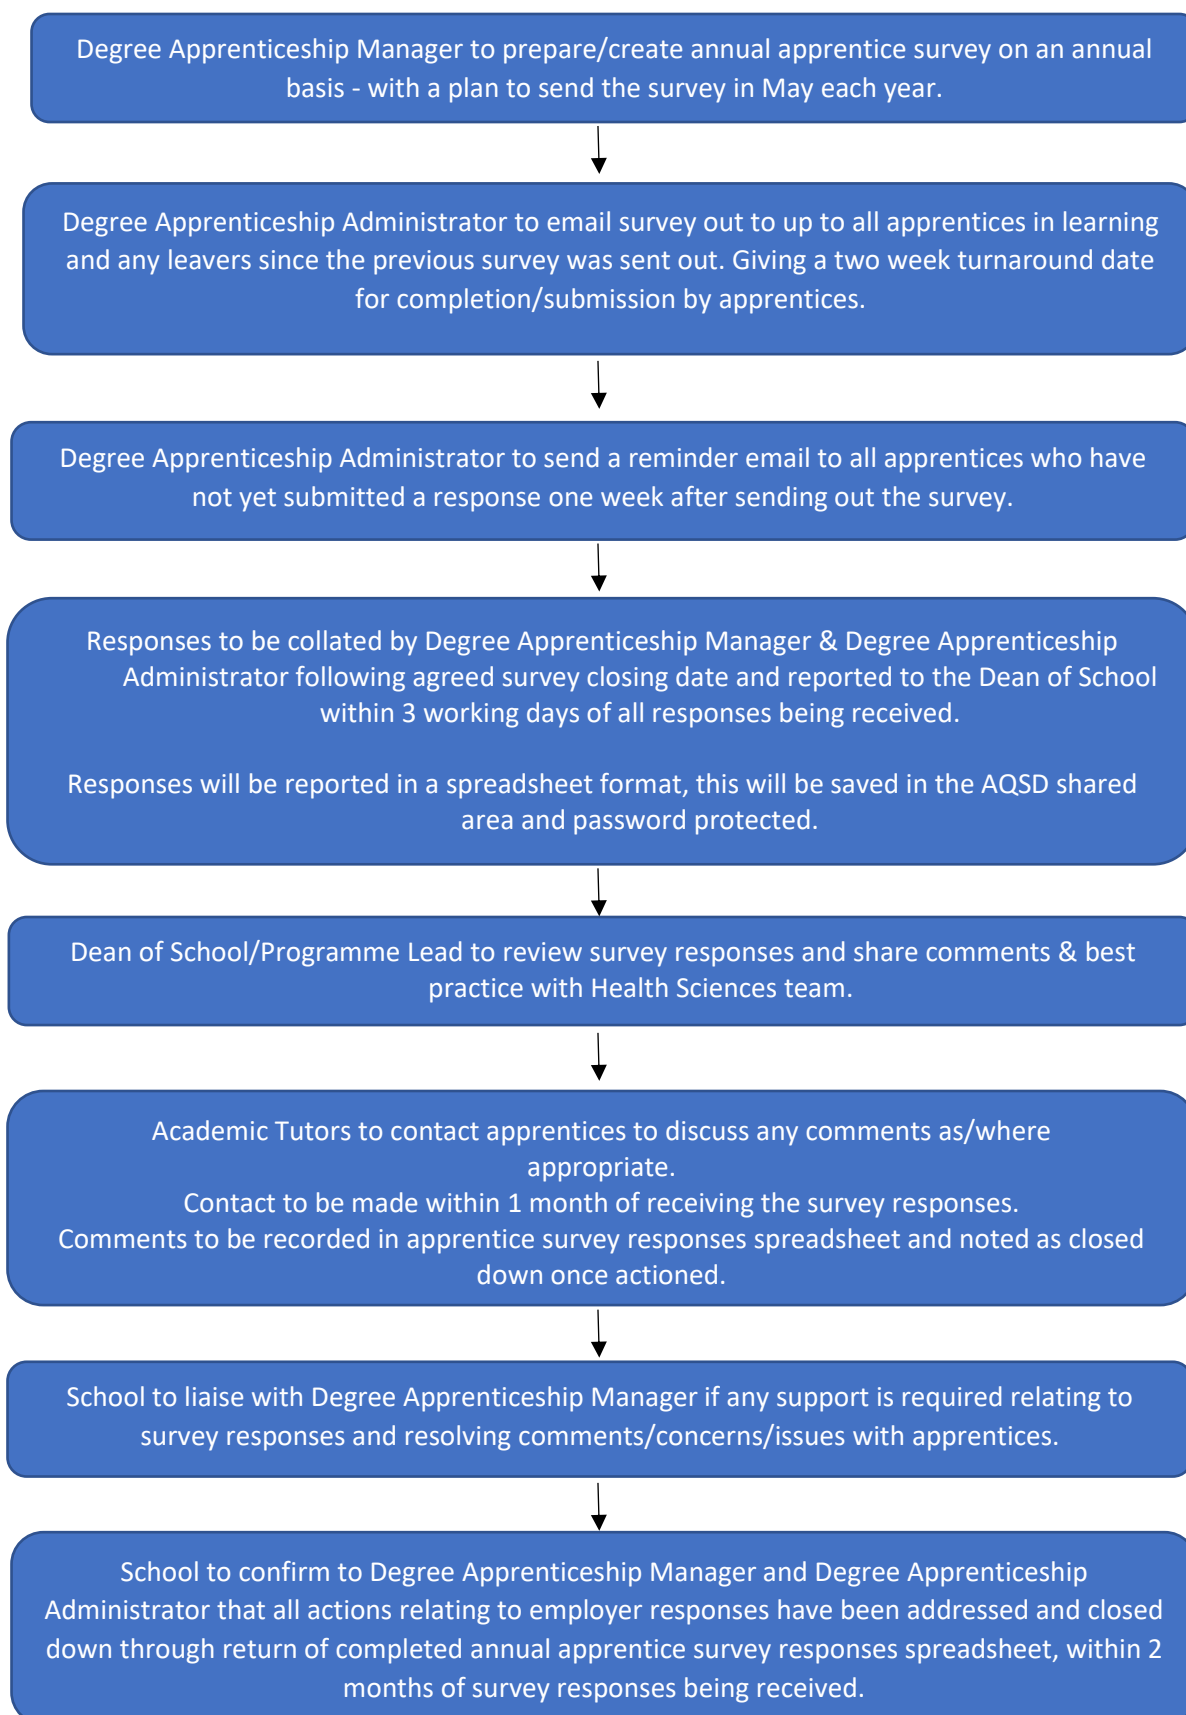 Degree Apprenticeship Manager to prepare/create annual apprentice survey on an annual
basis - with a plan to send the survey in May each year.
Degree Apprenticeship Administrator to email survey out to up to all apprentices in learning
and any leavers since the previous survey was sent out. Giving a two week turnaround date
for completion/submission by apprentices.
Degree Apprenticeship Administrator to send a reminder email to all apprentices who have
not yet submitted a response one week after sending out the survey.
Responses to be collated by Degree Apprenticeship Manager & Degree Apprenticeship
Administrator following agreed survey closing date and reported to the Dean of School
within 3 working days of all responses being received.
Responses will be reported in a spreadsheet format, this will be saved in the AQSD shared
area and password protected.
Dean of School/Programme Lead to review survey responses and share comments & best
practice with Health Sciences team.
Academic Tutors to contact apprentices to discuss any comments as/where
appropriate.
Contact to be made within 1 month of receiving the survey responses.
Comments to be recorded in apprentice survey responses spreadsheet and noted as closed
down once actioned.
School to liaise with Degree Apprenticeship Manager if any support is required relating to
survey responses and resolving comments/concerns/issues with apprentices.
School to confirm to Degree Apprenticeship Manager and Degree Apprenticeship
Administrator that all actions relating to employer responses have been addressed and closed
down through return of completed annual apprentice survey responses spreadsheet, within 2
months of survey responses being received.